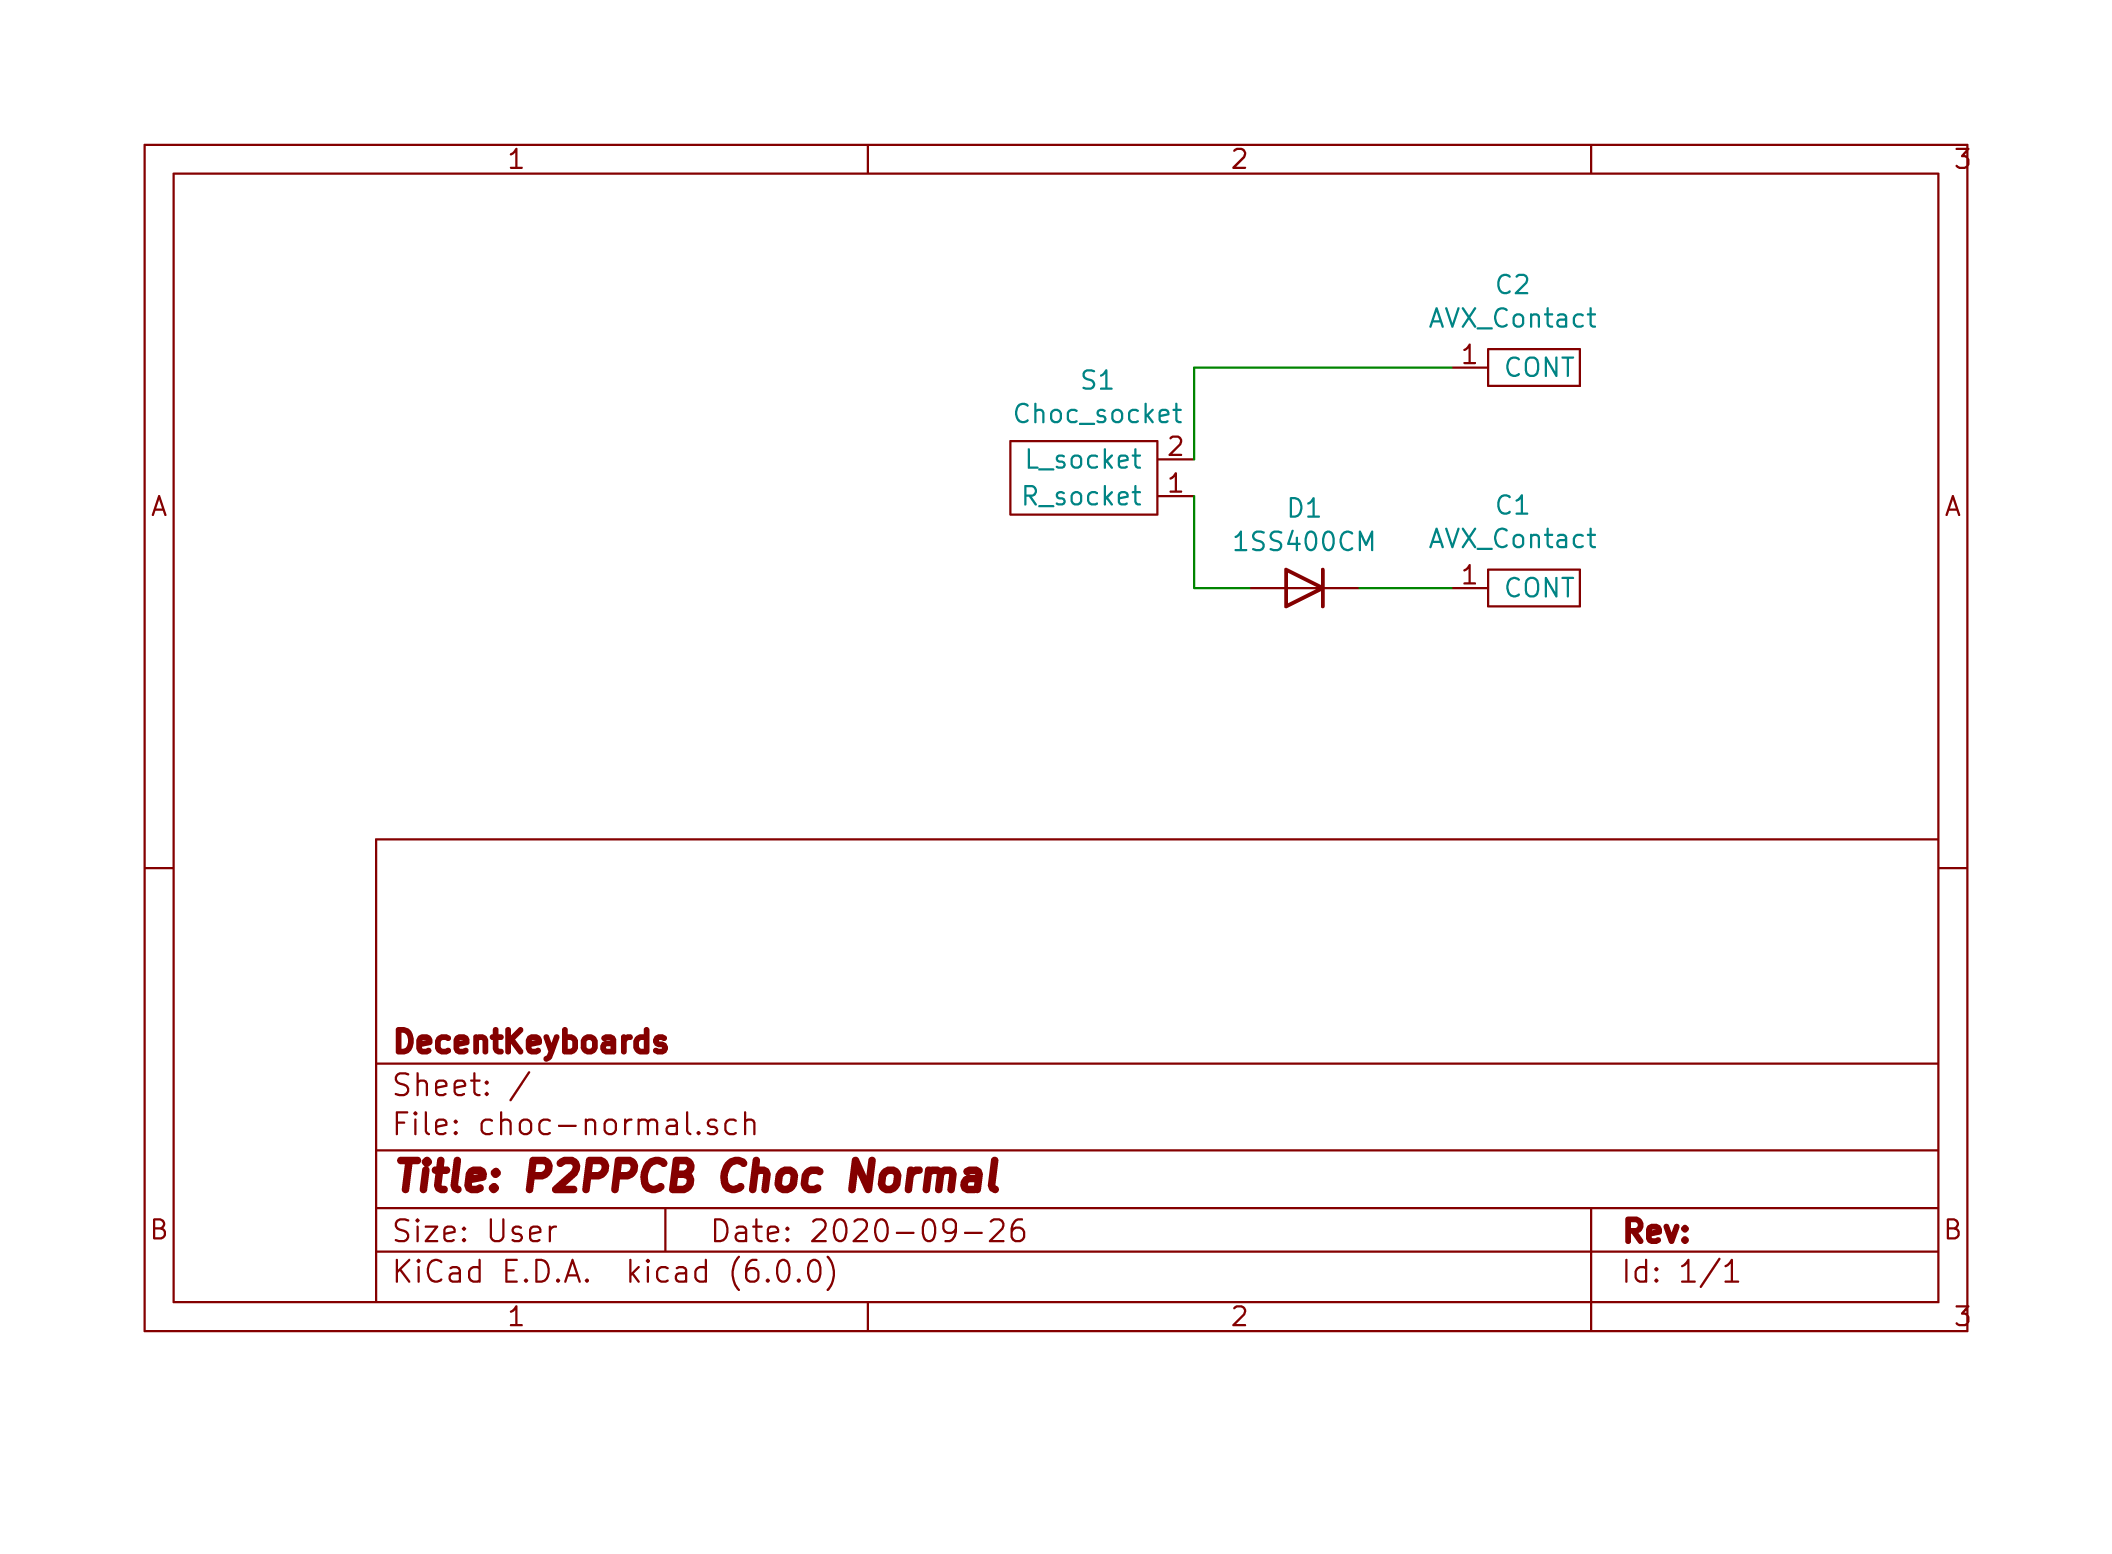 1 2 3
C2
AVX_Contact
1 CONT
S1
Choc_socket
2 L_socket
1 R_socket
A
D1
1SS400CM
C1
AVX_Contact
1 CONT
A
DecentKeyboards
Sheet: /
File: choc-normal.sch
Title: P2PPCB Choc Normal
B
Size: User
Date: 2020-09-26
Rev:
B
KiCad E.D.A. kicad (6.0.0)
Id: 1/1
1 2 3